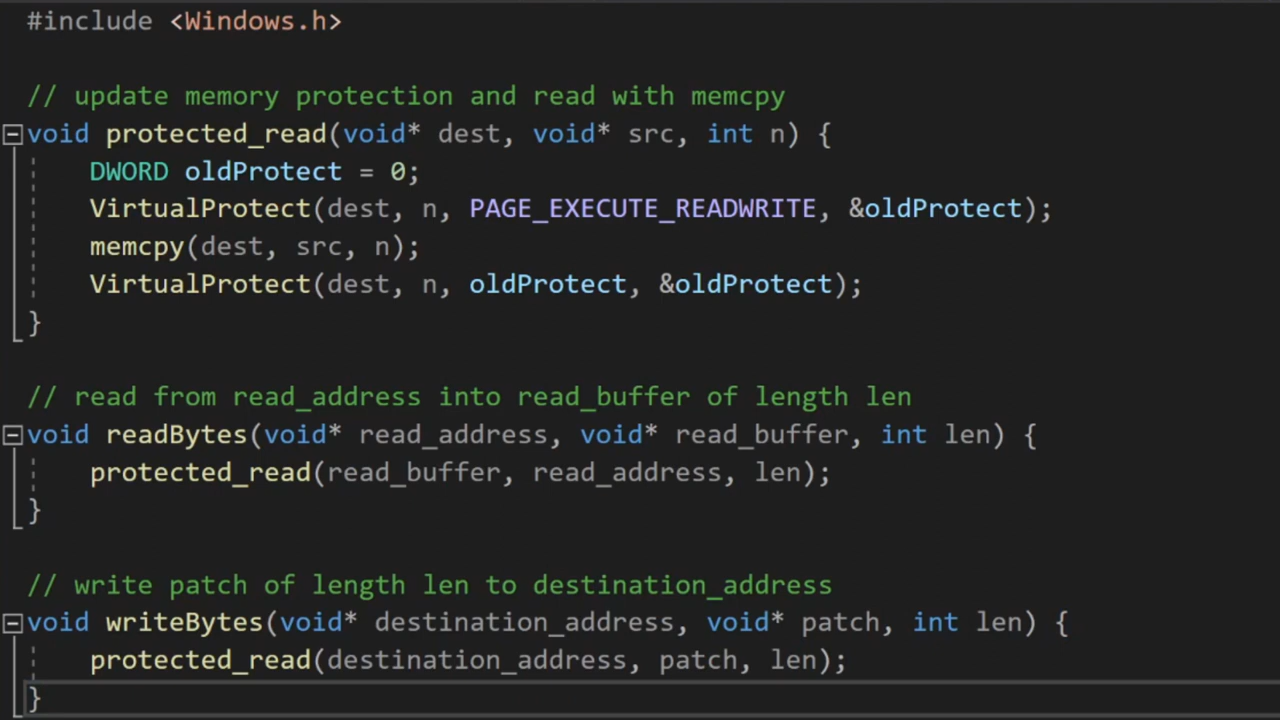 #include <Windows.h>
// update memory protection and read with memcpy
void protected_read(void* dest, void* src, int n) {
DWORD oldProtect = 0;
VirtualProtect(dest, n, PAGE_EXECUTE_READWRITE, &oldProtect);
memcpy(dest, src, n);
VirtualProtect(dest, n, oldProtect, &oldProtect);
}
// read from read_address into read_buffer of length len
void readBytes(void* read_address, void* read_buffer, int len) {
protected_read(read_buffer, read_address, len);
}
// write patch of length len to destination_address
void writeBytes(void* destination_address, void* patch, int len) {
protected_read(destination_address, patch, len);
}